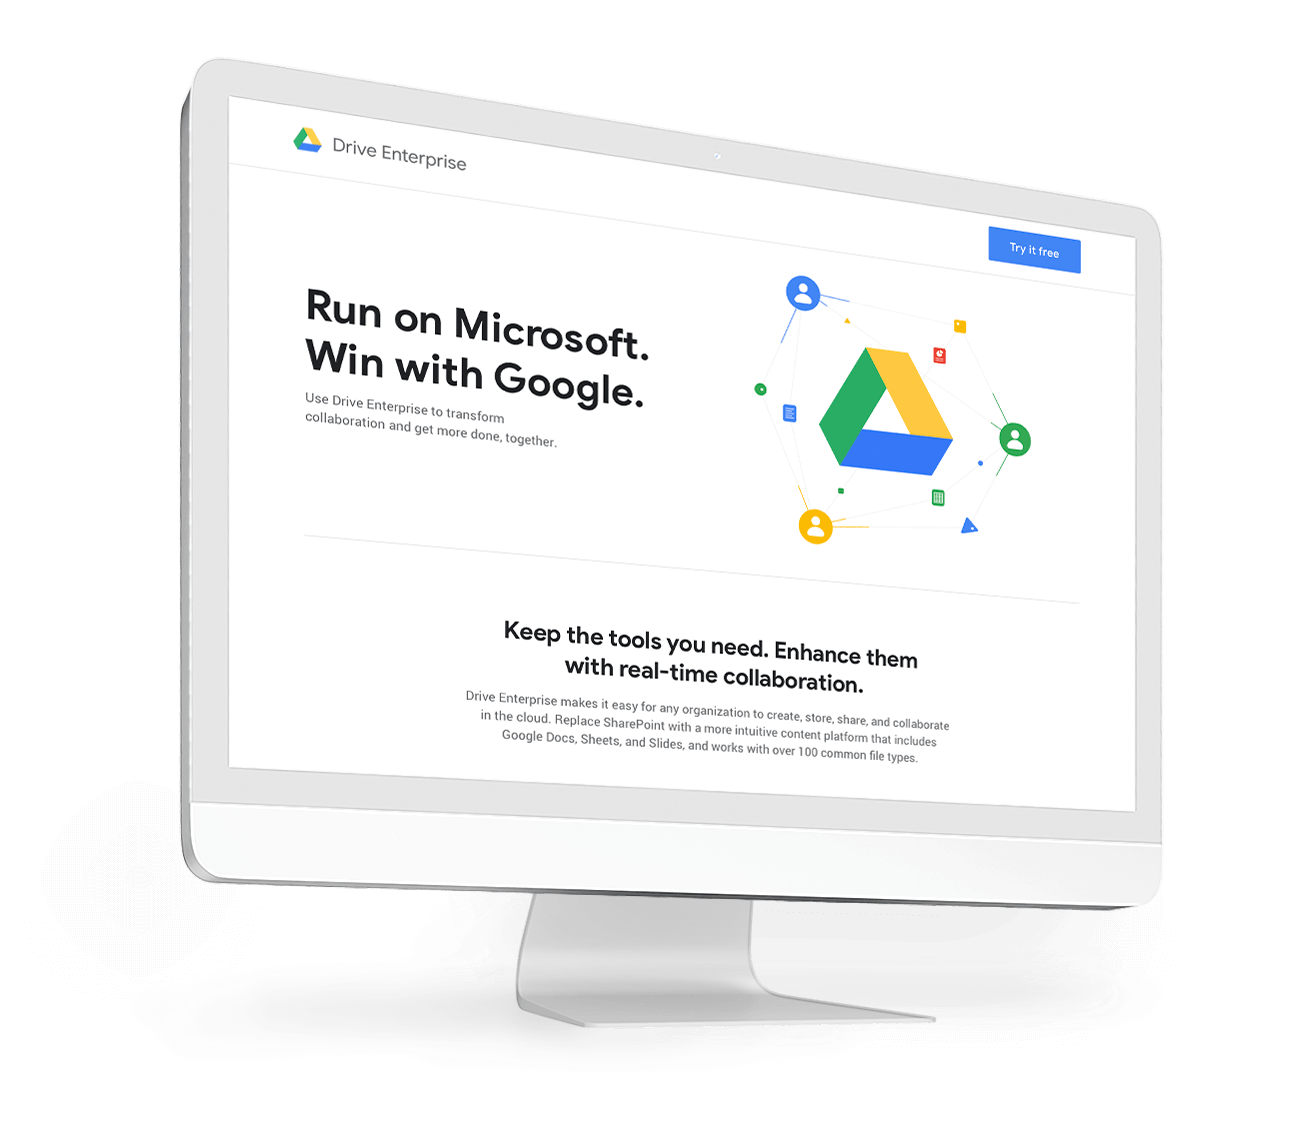 Drive Enterprise
Try it free
Run on Microsoft.
Win with Google.
Use Drive Enterprise to transform
collaboration and get more done, together.
Keep the tools you need. Enhance them
with real-time collaboration.
Drive Enterprise makes it easy for any organization to create, store, share, and collaborate
in the cloud. Replace SharePoint with a more intuitive content platform that includes
Google Docs, Sheets, and Slides, and works with over 100 common file types.